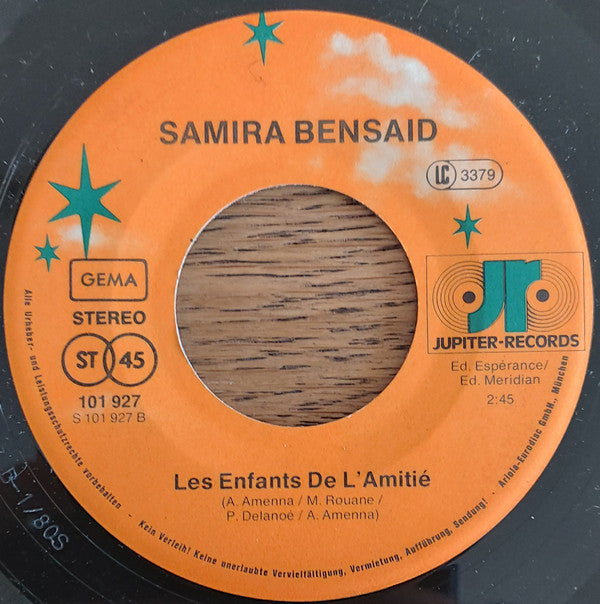 SAMIRA BENSAID
LC 3379
GEMA
STEREO
ST 45
101 927
S 101 927 B
JR
JUPITER-RECORDS
Ed. Espérance/
Ed. Meridian
2:45
Les Enfants De L'Amitié
(A. Amenna / M. Rouane /
P. Delanoé / A. Amenna)
Alle Urheber- und Leistungsschutzrechte vorbehalten - Kein Verleih! Keine unerlaubte Vervielfältigung, Vermietung, Aufführung, Sendung! - Ariola-Eurodisc GmbH., München